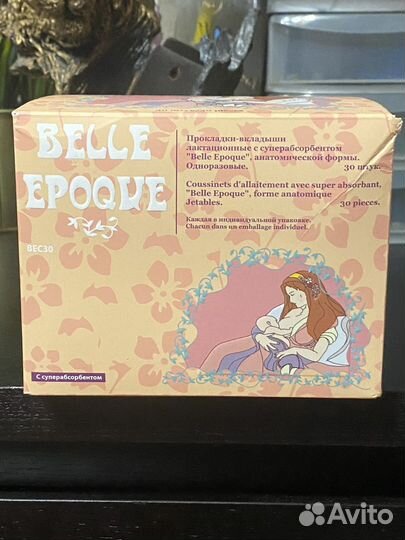 BELLE
EPOQUE
BEC30
Прокладки-вкладыши
лактационные с суперабсорбентом
"Belle Epoque", анатомической формы.
Одноразовые. 30 штук.
Coussinets d'allaitement avec super absorbant,
"Belle Epoque", forme anatomique
Jetables. 30 pieces.
Каждая в индивидуальной упаковке.
Chacun dans un emballage individuel.
С суперабсорбентом
Avito